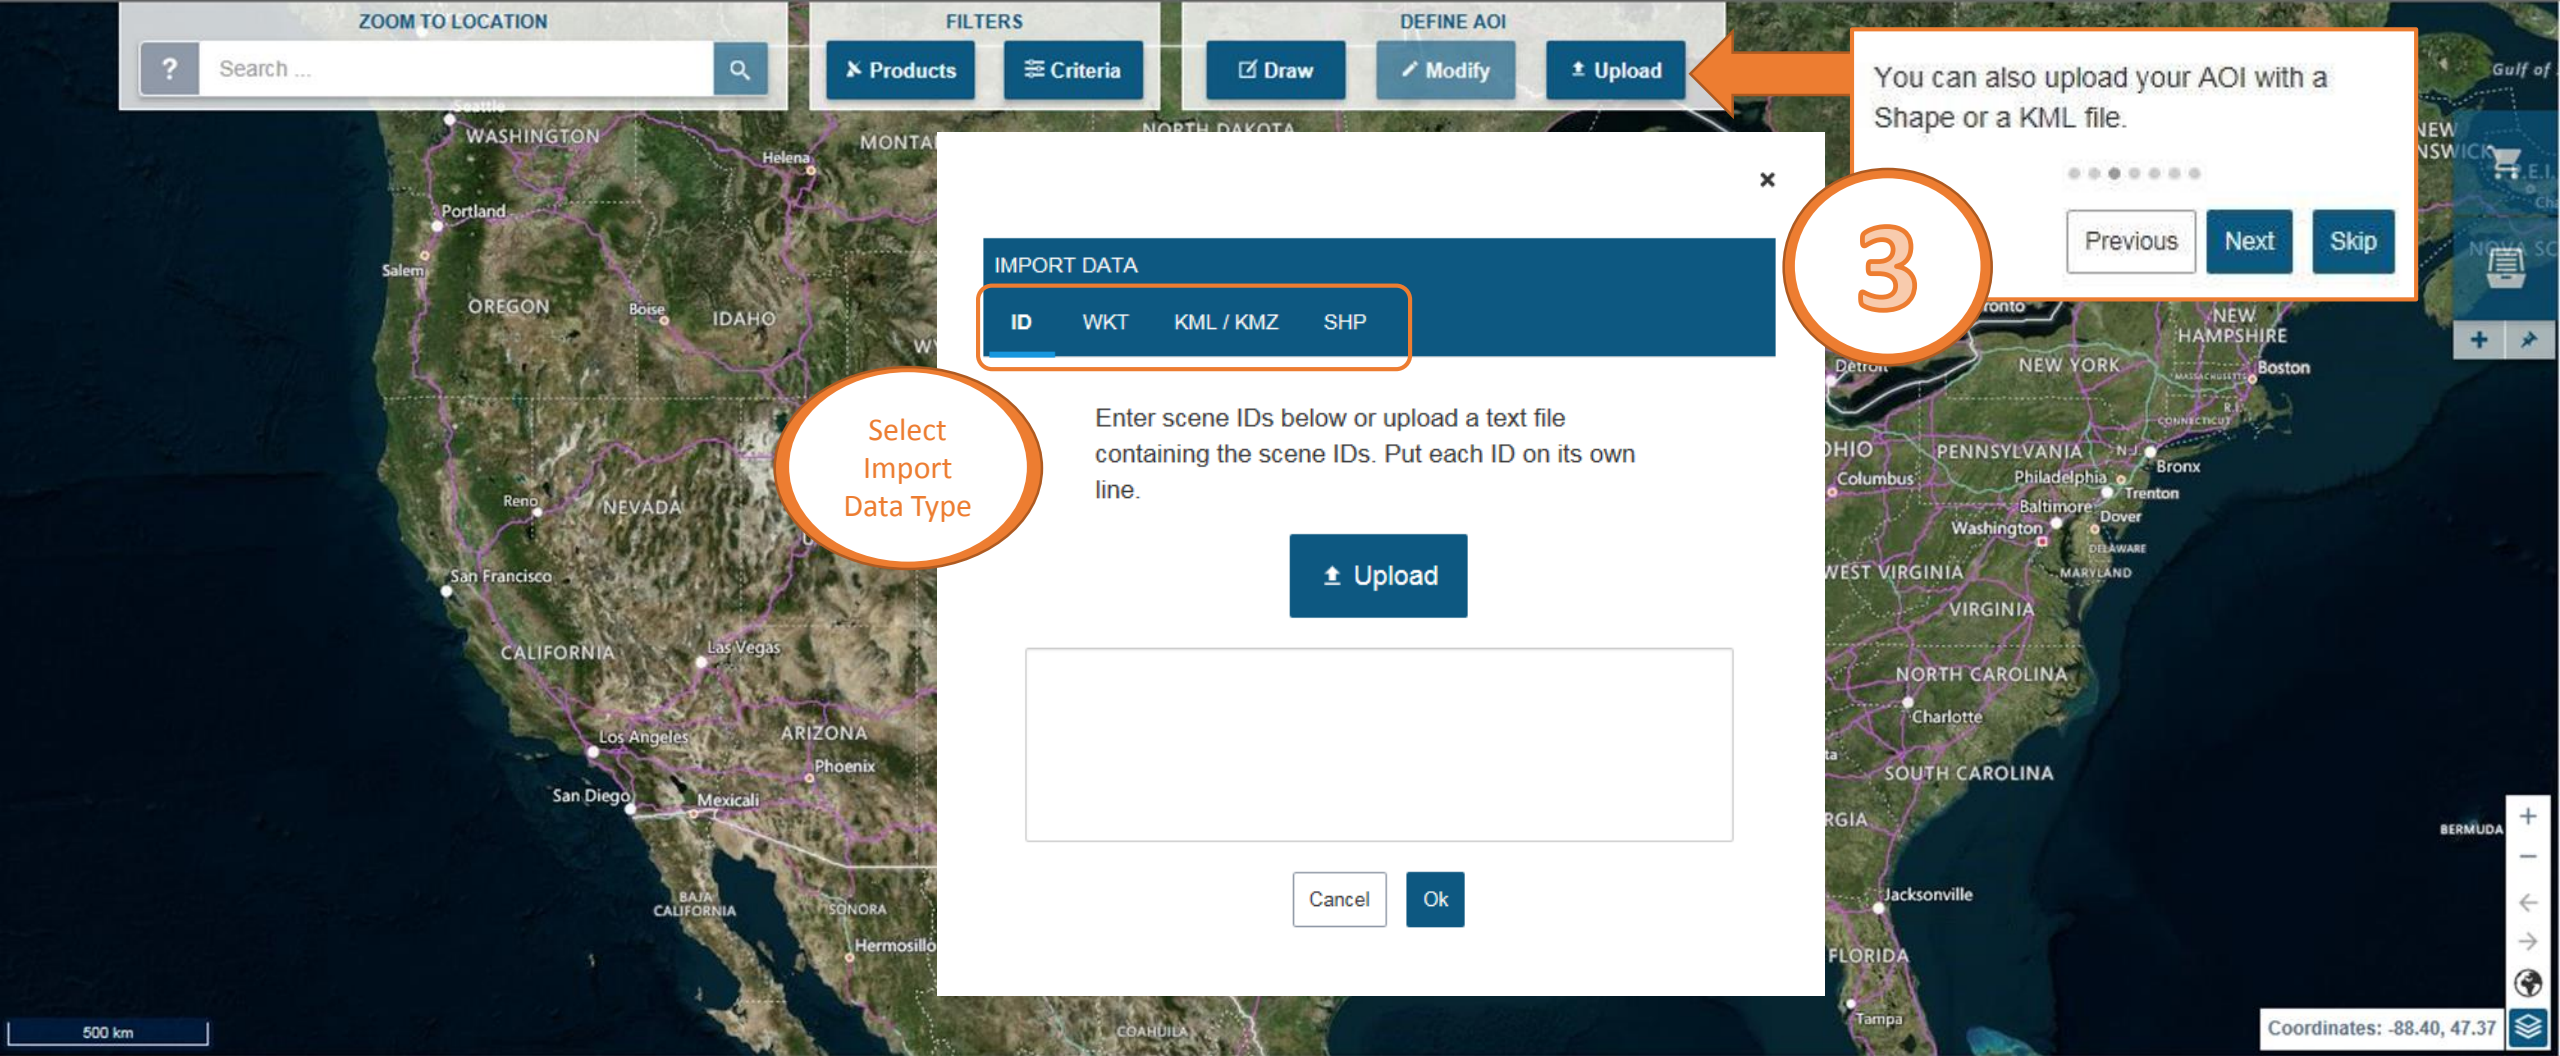 ZOOM TO LOCATION
?
Search ...
FILTERS
Products
Criteria
DEFINE AOI
Draw
Modify
Upload
You can also upload your AOI with a
Shape or a KML file.
Previous
Next
Skip
3
IMPORT DATA
ID
WKT
KML / KMZ
SHP
Select
Import
Data Type
Enter scene IDs below or upload a text file
containing the scene IDs. Put each ID on its own
line.
Upload
Cancel
Ok
Seattle
WASHINGTON
Helena
NORTH DAKOTA
Portland
Salem
OREGON
Boise
IDAHO
Reno
NEVADA
San Francisco
CALIFORNIA
Las Vegas
Los Angeles
ARIZONA
Phoenix
San Diego
Mexicali
BAJA
CALIFORNIA
SONORA
Hermosillo
COAHUILA
Gulf of
NEW
P.E.I.
NEW
HAMPSHIRE
Detroit
NEW YORK
MASSACHUSETTS
Boston
R.I.
CONNECTICUT
OHIO
PENNSYLVANIA
N.J.
Bronx
Columbus
Philadelphia
Trenton
Baltimore
Dover
Washington
DELAWARE
WEST VIRGINIA
MARYLAND
VIRGINIA
NORTH CAROLINA
Charlotte
SOUTH CAROLINA
BERMUDA
Jacksonville
FLORIDA
Tampa
500 km
Coordinates: -88.40, 47.37